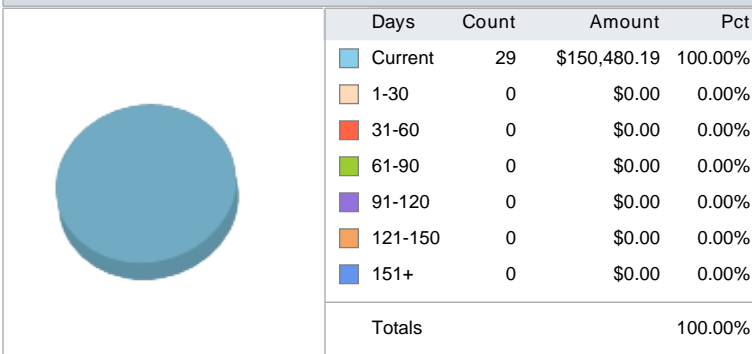 Days Count Amount Pct
Current 29 $150,480.19 100.00%
1-30 0 $0.00 0.00%
31-60 0 $0.00 0.00%
61-90 0 $0.00 0.00%
91-120 0 $0.00 0.00%
121-150 0 $0.00 0.00%
151+ 0 $0.00 0.00%
Totals 100.00%